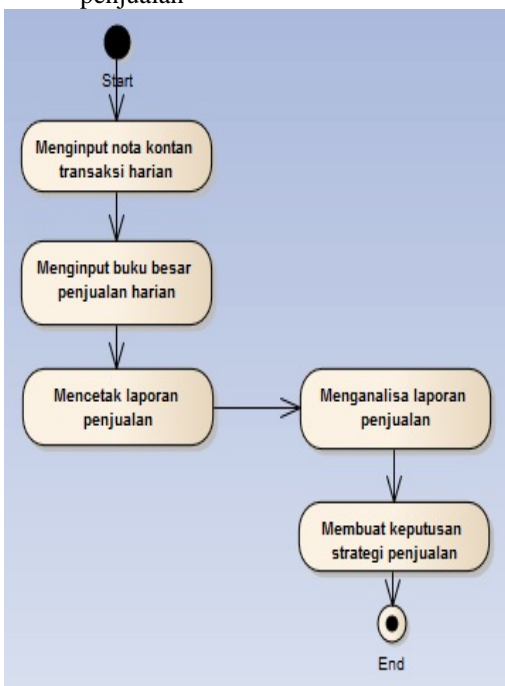 penjualan
Start
Menginput nota kontan
transaksi harian
Menginput buku besar
penjualan harian
Mencetak laporan
penjualan
Menganalisa laporan
penjualan
Membuat keputusan
strategi penjualan
End